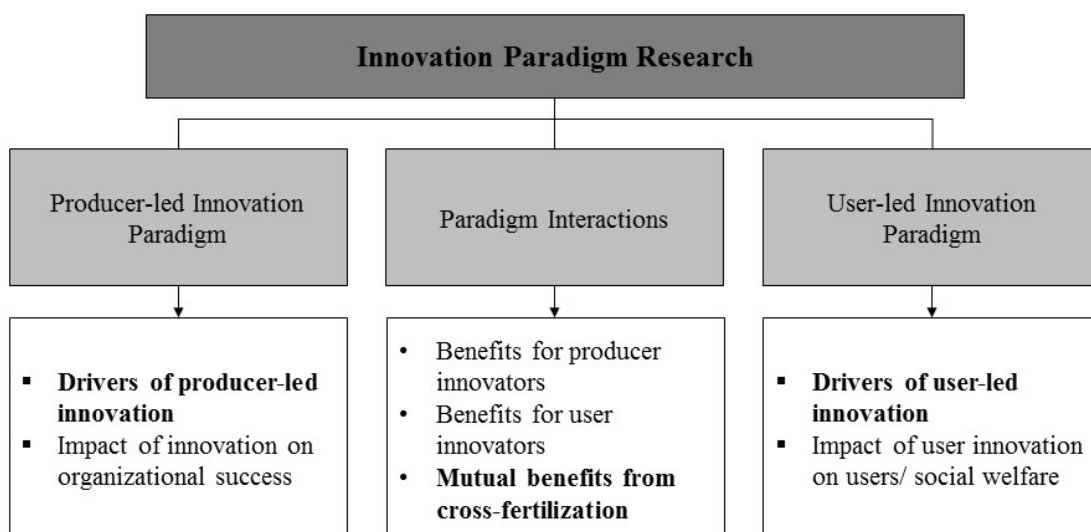 Innovation Paradigm Research
Producer-led Innovation
Paradigm
Paradigm Interactions
User-led Innovation
Paradigm
▪ Drivers of producer-led
innovation
▪ Impact of innovation on
organizational success
• Benefits for producer
innovators
• Benefits for user
innovators
• Mutual benefits from
cross-fertilization
▪ Drivers of user-led
innovation
▪ Impact of user innovation
on users/ social welfare